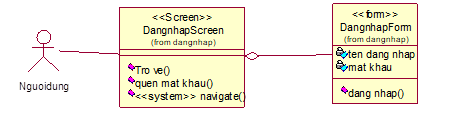 <<Screen>>
DangnhapScreen
(from dangnhap)
Tro ve()
quen mat khau()
<<system>> navigate()
<<form>>
DangnhapForm
(from dangnhap)
ten dang nhap
mat khau
dang nhap()
Nguoidung